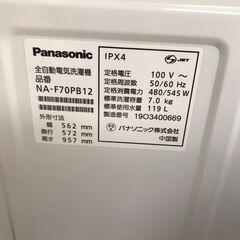 Panasonic
全自動電気洗濯機
品番
NA-F70PB12
外形寸法
幅 562 mm
奥行 572 mm
高さ 957 mm
IPX4
JET
定格電圧 100 V～
定格周波数 50/60 Hz
定格消費電力 480/545 W
標準洗濯容量 7.0 kg
標準使用水量 119 L
製造番号 19O3400669
パナソニック株式会社
中国製